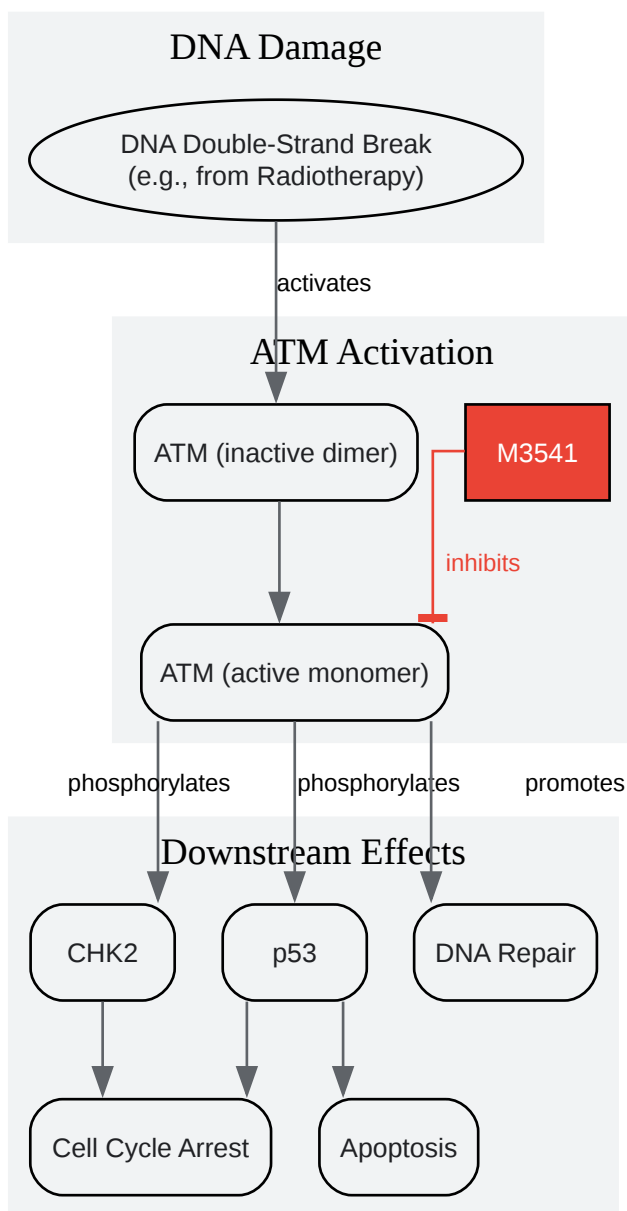 DNA Damage
DNA Double-Strand Break
(e.g., from Radiotherapy)
activates
ATM Activation
ATM (inactive dimer)
M3541
inhibits
ATM (active monomer)
phosphorylates
phosphorylates
promotes
Downstream Effects
CHK2
p53
DNA Repair
Cell Cycle Arrest
Apoptosis